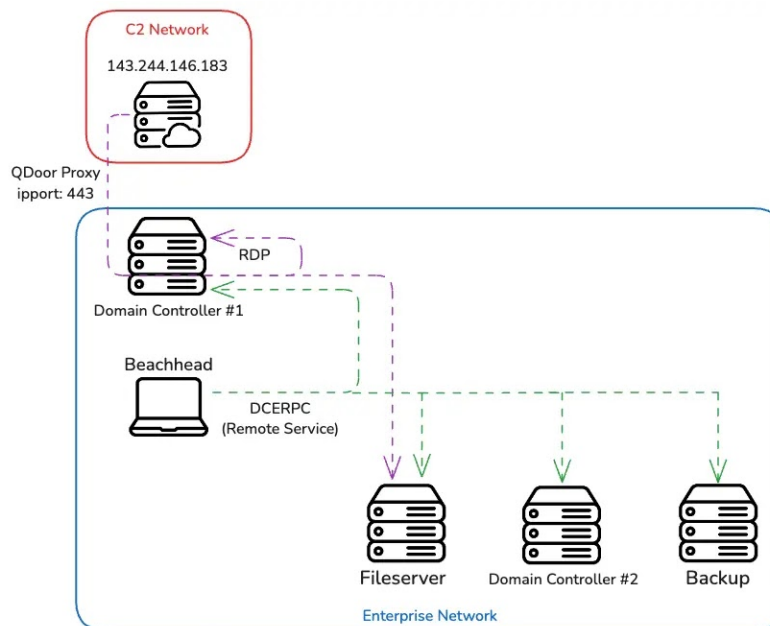 C2 Network
143.244.146.183
QDoor Proxy
ipport: 443
RDP
Domain Controller #1
Beachhead
DCERPC
(Remote Service)
Fileserver
Domain Controller #2
Backup
Enterprise Network